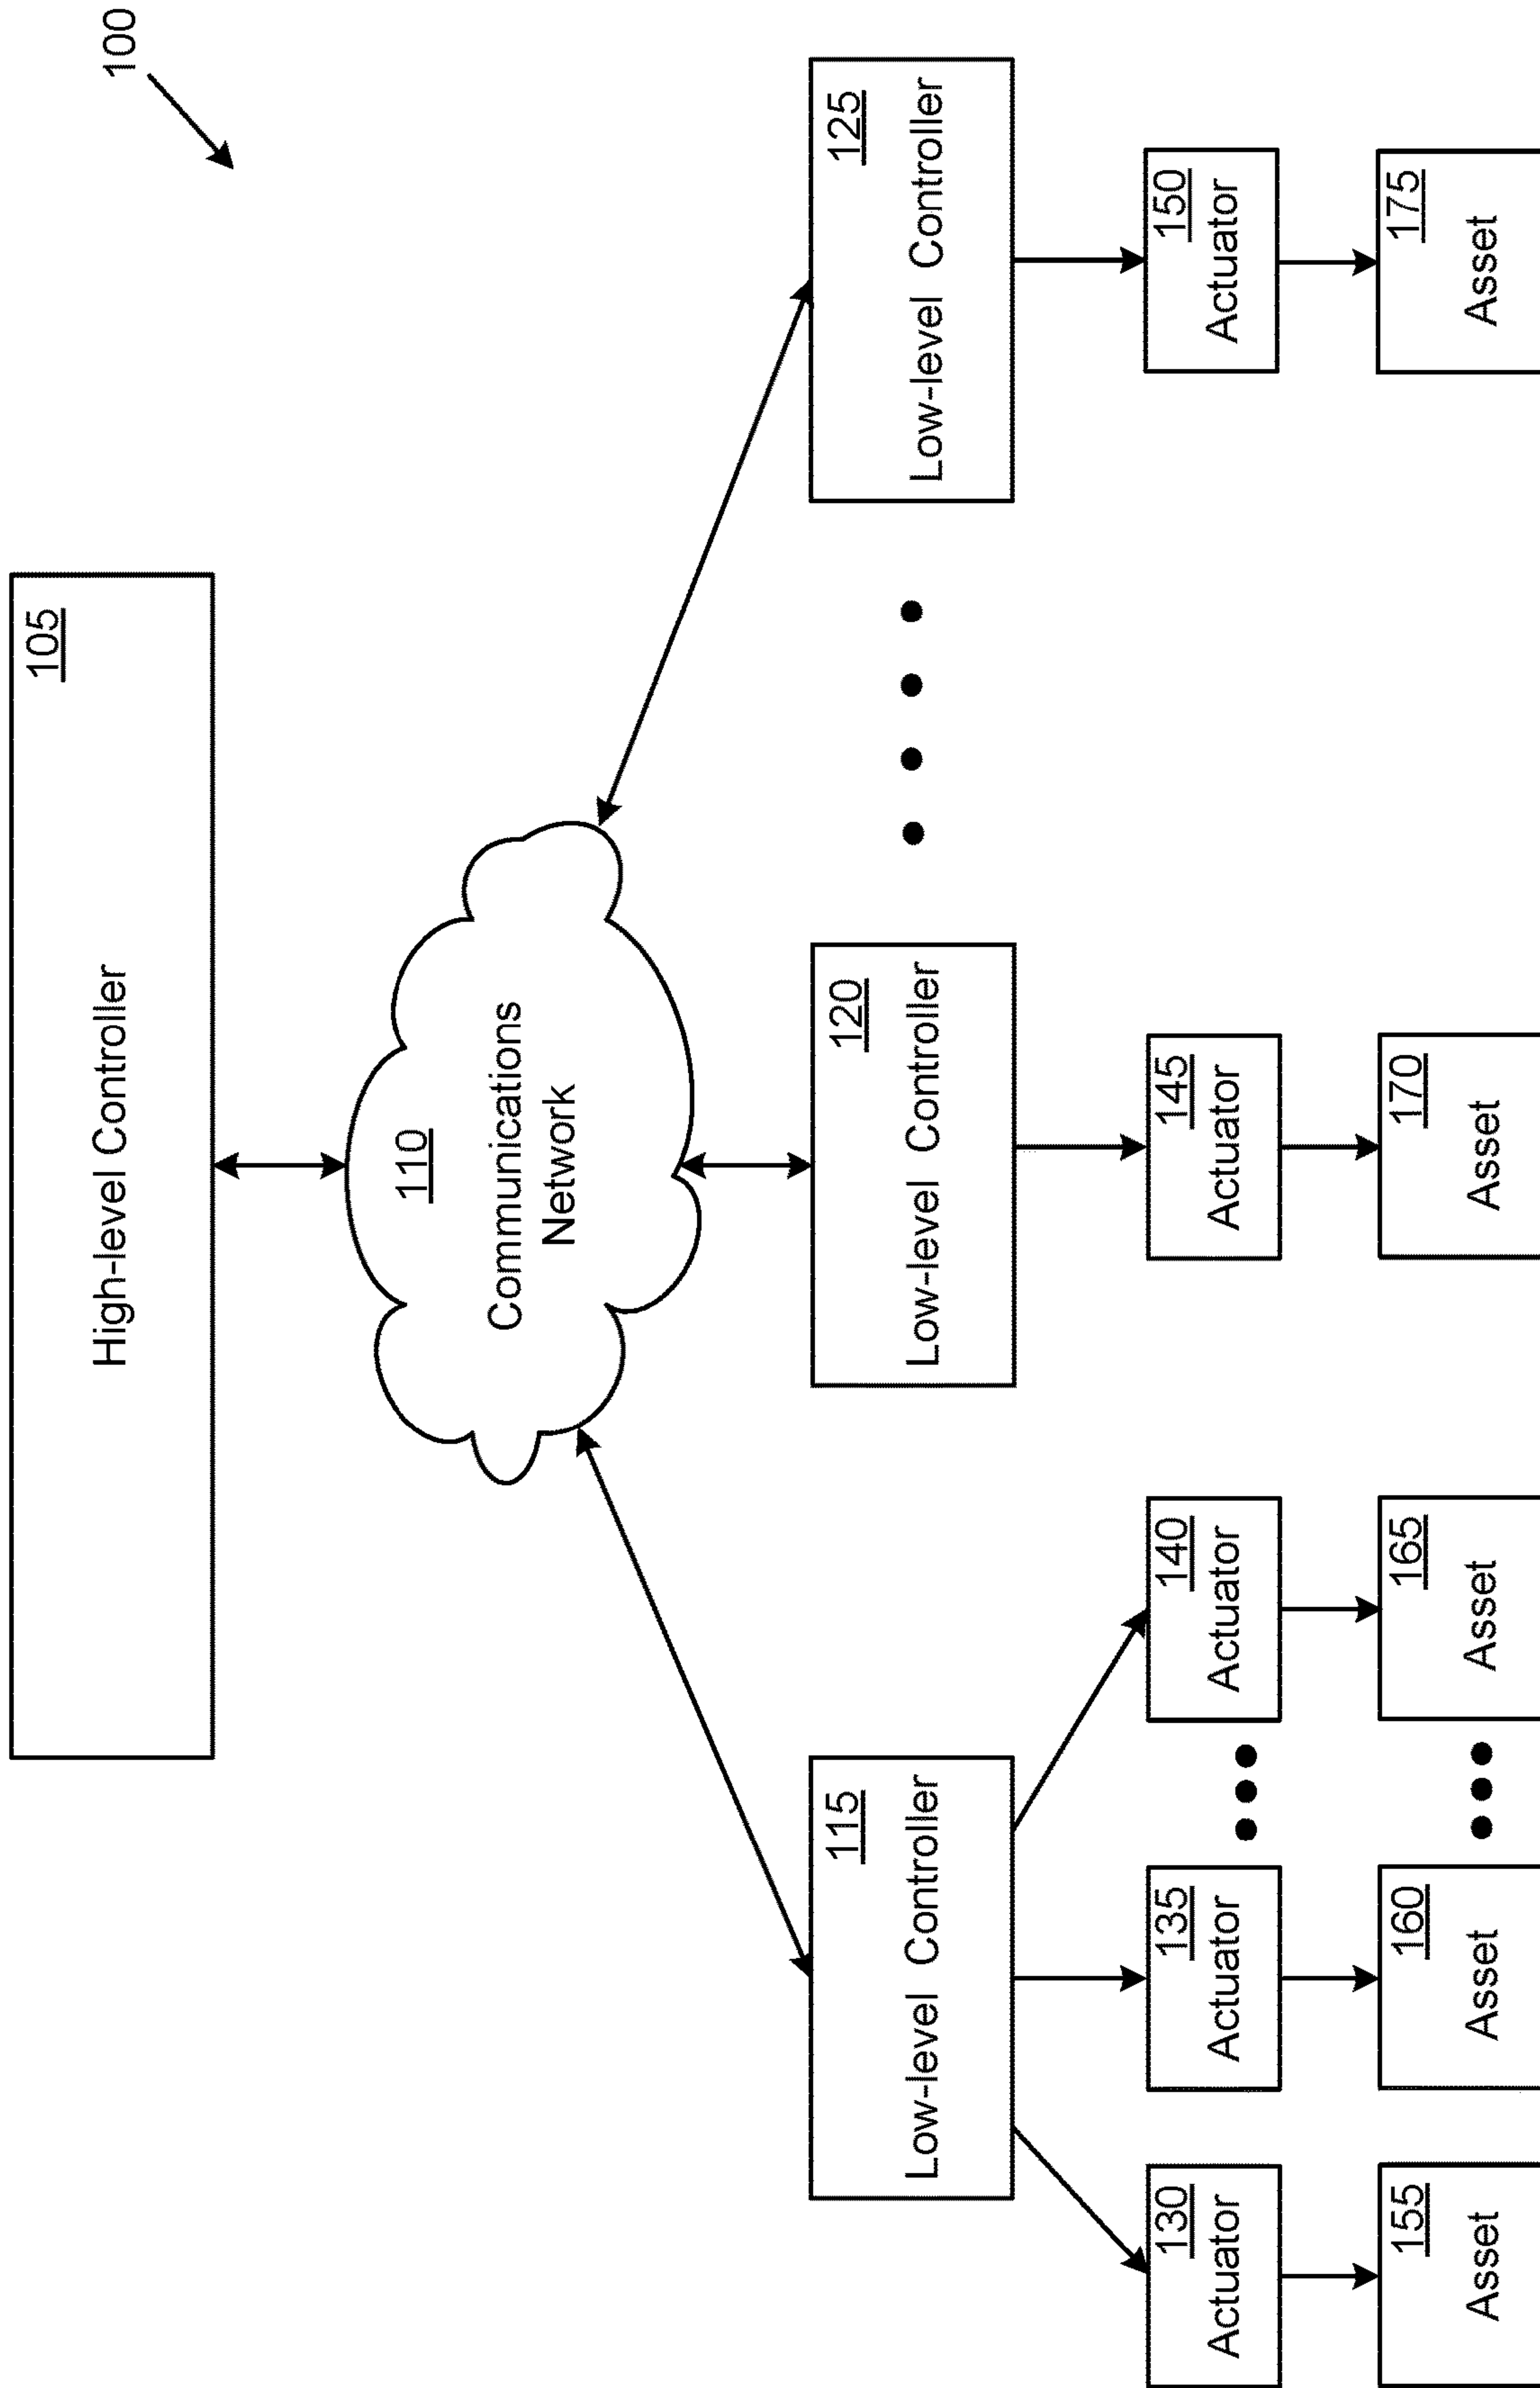 100
105
High-level Controller
110
Communications
Network
115
Low-level Controller
120
Low-level Controller
125
Low-level Controller
130
Actuator
135
Actuator
140
Actuator
145
Actuator
150
Actuator
155
Asset
160
Asset
165
Asset
170
Asset
175
Asset